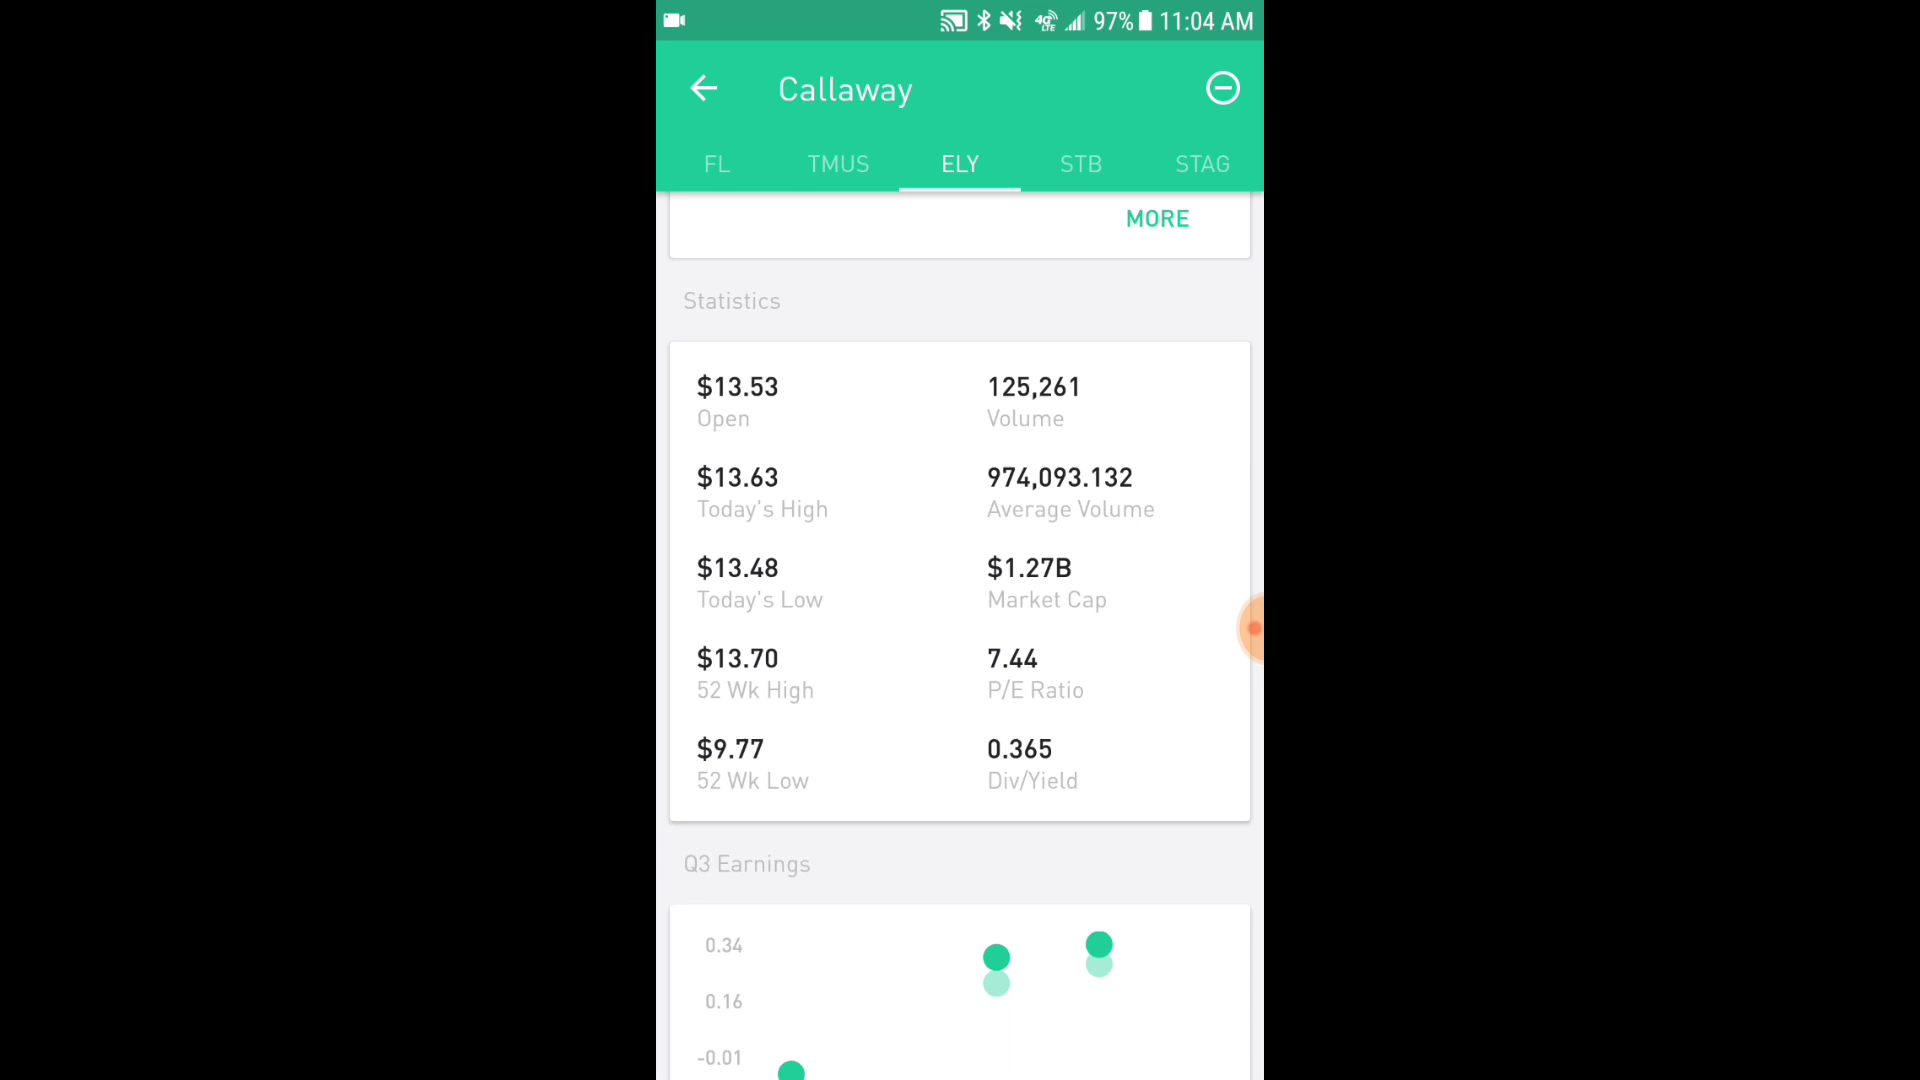 4G LTE 97% 11:04 AM
Callaway
FL TMUS ELY STB STAG
MORE
Statistics
$13.53 125,261
Open Volume
$13.63 974,093.132
Today's High Average Volume
$13.48 $1.27B
Today's Low Market Cap
$13.70 7.44
52 Wk High P/E Ratio
$9.77 0.365
52 Wk Low Div/Yield
Q3 Earnings
0.34
0.16
-0.01